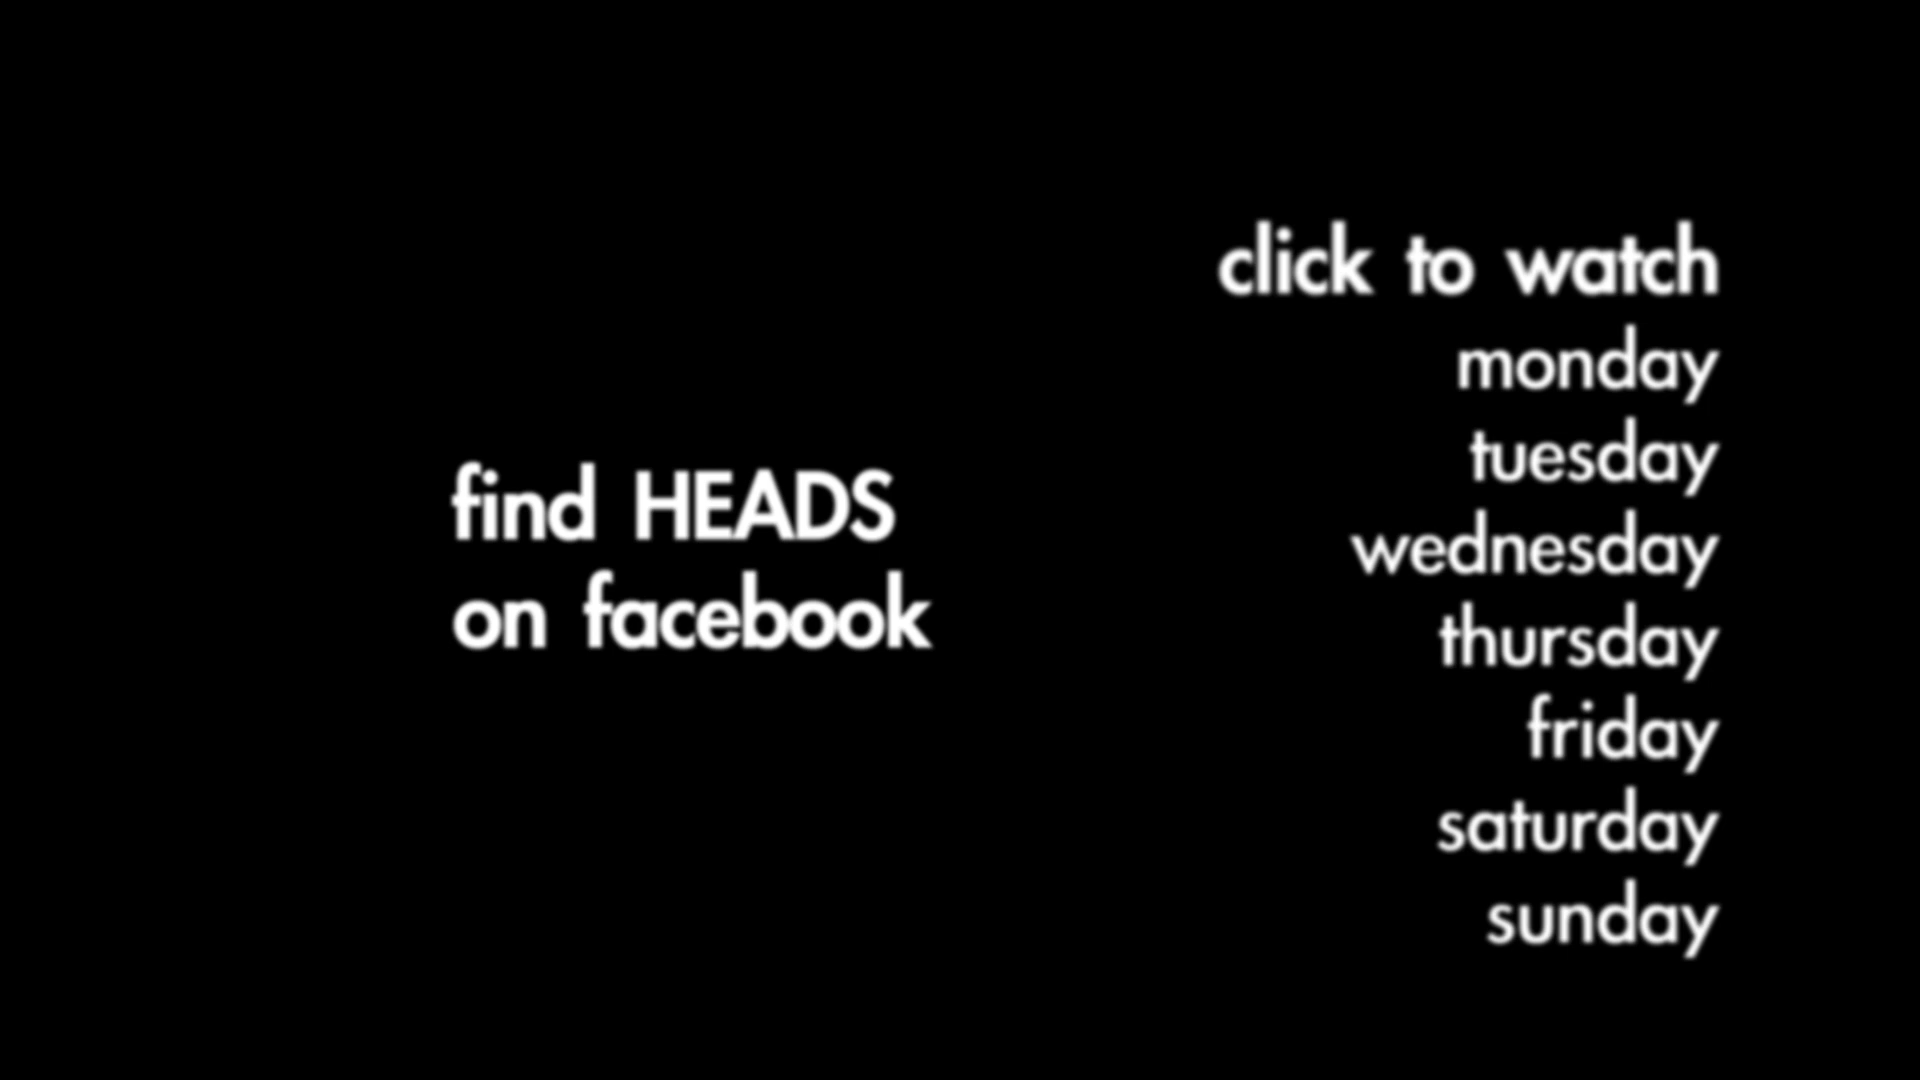 find HEADS
on facebook
click to watch
monday
tuesday
wednesday
thursday
friday
saturday
sunday